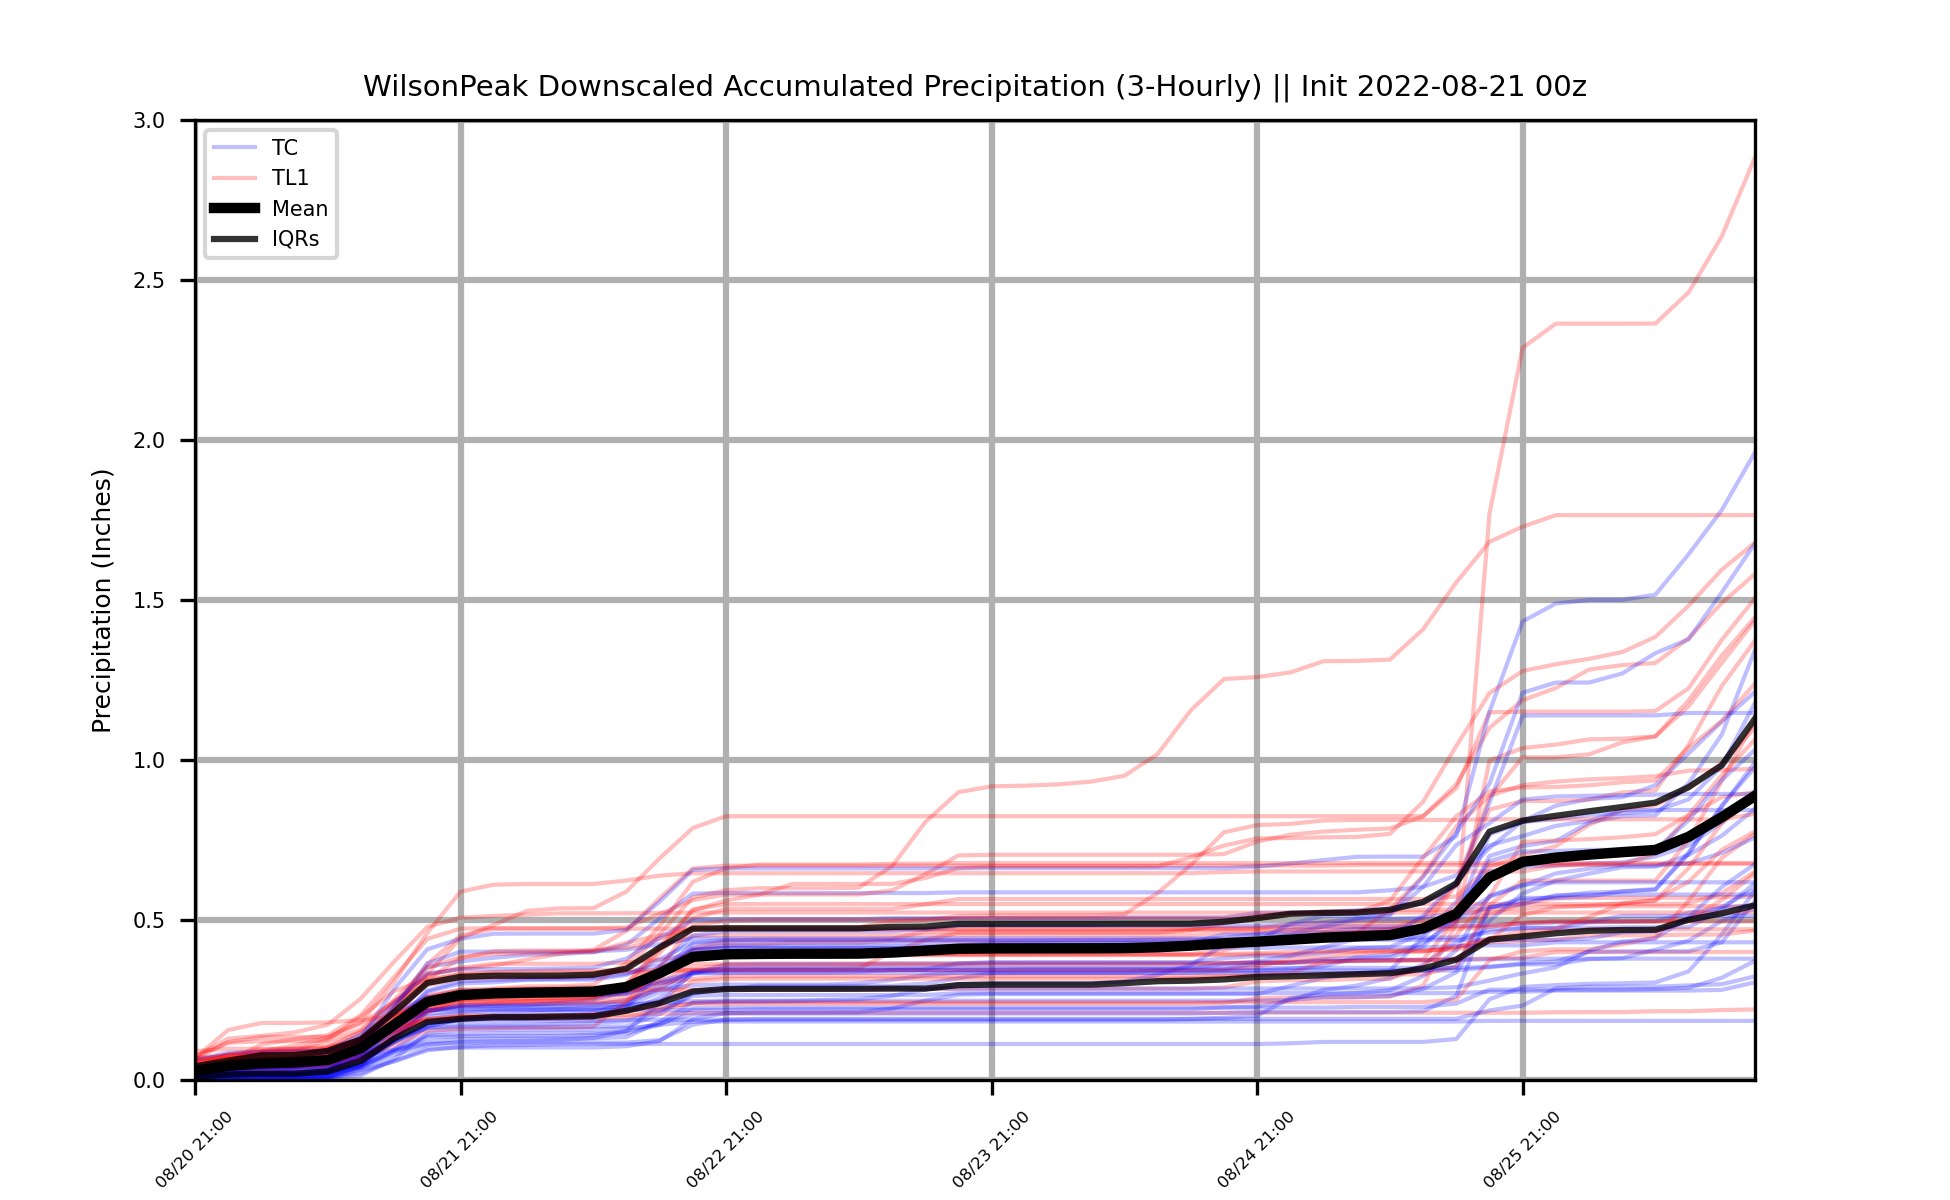 WilsonPeak Downscaled Accumulated Precipitation (3-Hourly) || Init 2022-08-21 00z
Precipitation (Inches)
3.0
2.5
2.0
1.5
1.0
0.5
0.0
TC
TL1
Mean
IQRs
08/20 21:00
08/21 21:00
08/22 21:00
08/23 21:00
08/24 21:00
08/25 21:00